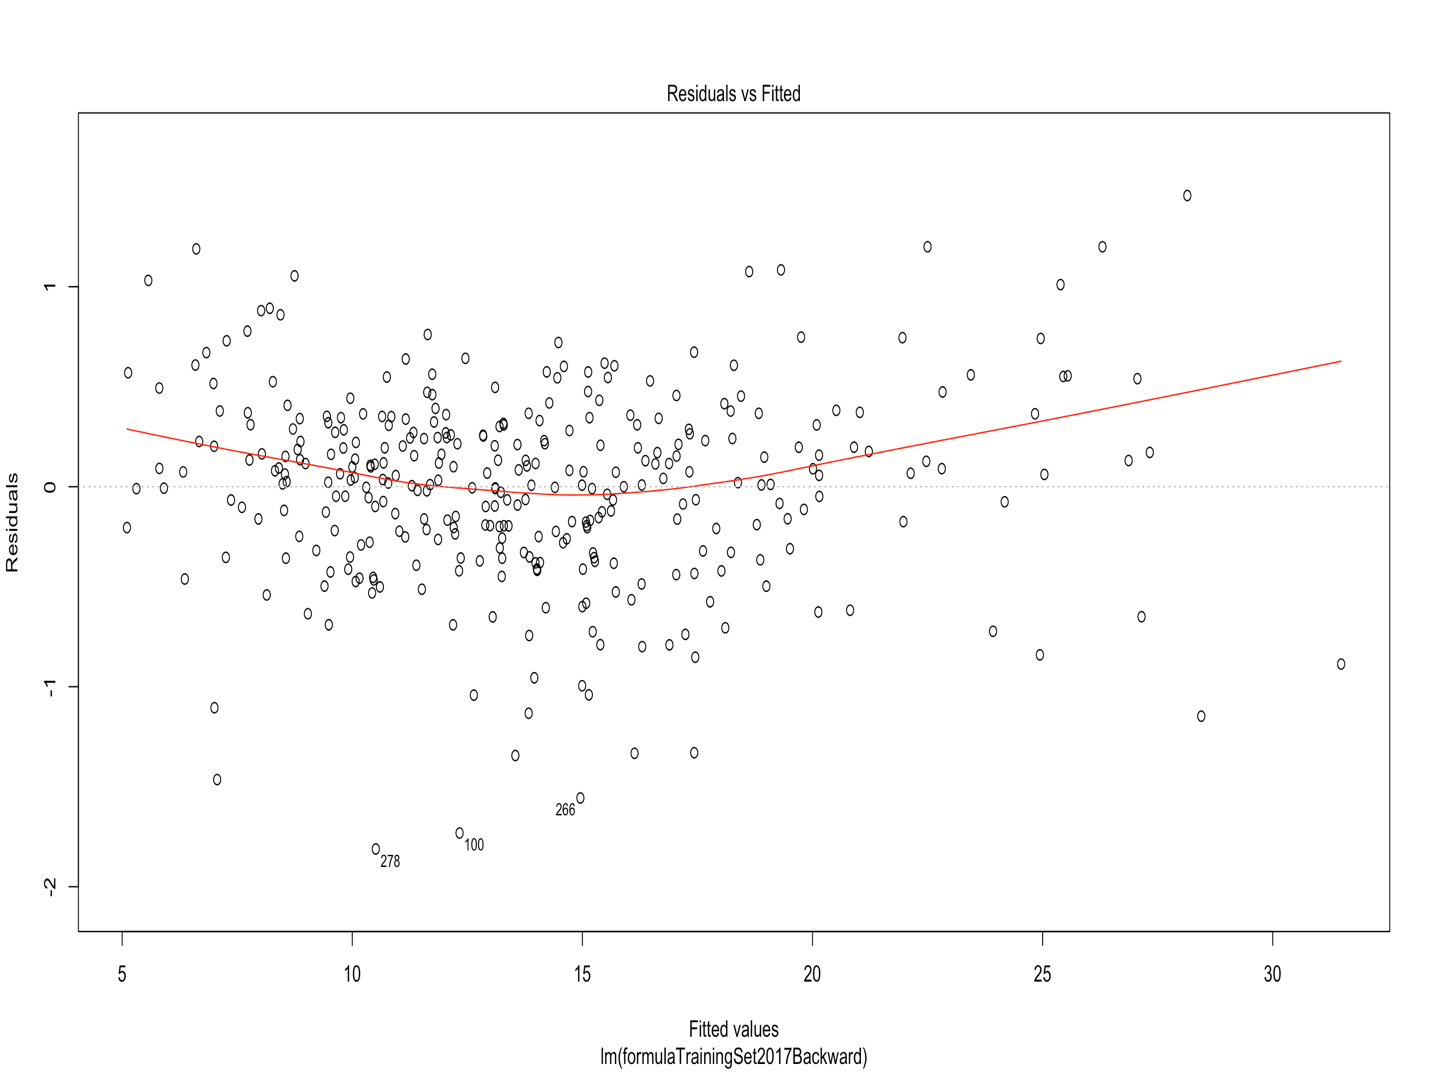 Residuals vs Fitted
Residuals
1
0
-1
-2
266
100
278
5 10 15 20 25 30
Fitted values
lm(formulaTrainingSet2017Backward)